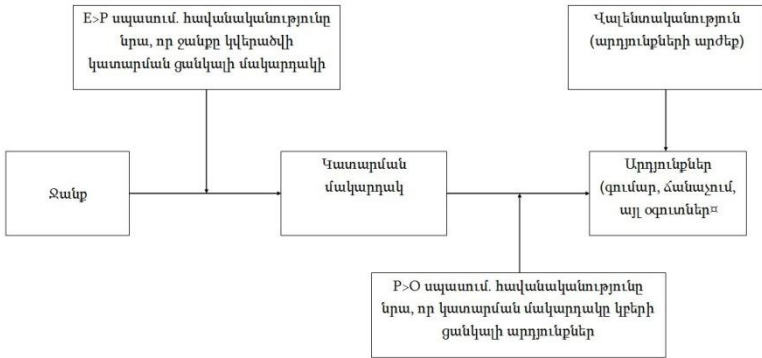 E>P սպասում. հավանականությունը
նրա, որ ջանքը կվերածվի
կատարման ցանկալի մակարդակի
Վալենտականություն
(արդյունքների արժեք)
Ջանք
Կատարման
մակարդակ
Արդյունքներ
(գումար, ճանաչում,
այլ օգուտներ¤
P>O սպասում. հավանականությունը
նրա, որ կատարման մակարդակը կբերի
ցանկալի արդյունքներ